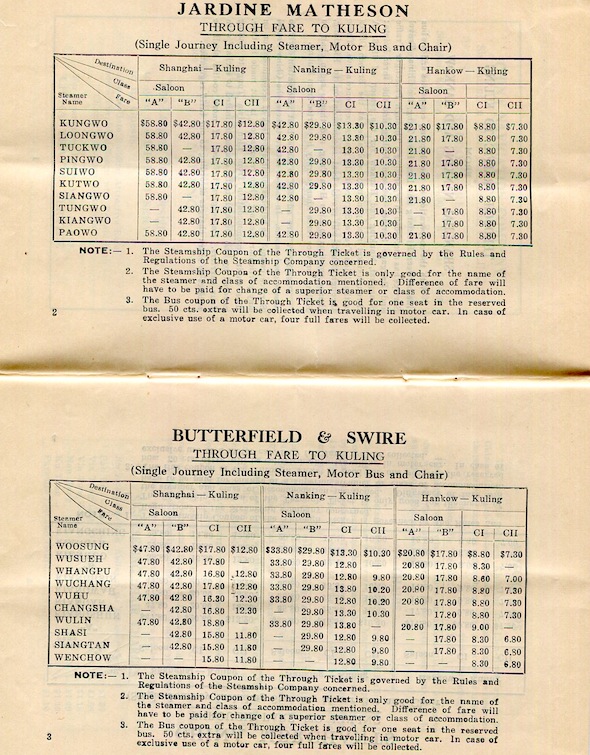 JARDINE MATHESON
THROUGH FARE TO KULING
(Single Journey Including Steamer, Motor Bus and Chair)
Destination Class Fare Steamer Name
Shanghai — Kuling Nanking — Kuling Hankow — Kuling
Saloon Saloon Saloon
"A" "B" CI CII "A" "B" CI CII "A" "B" CI CII
KUNGWO $58.80 $42.80 $17.80 $12.80 $42.80 $29.80 $13.30 $10.30 $21.80 $17.80 $8.80 $7.30
LOONGWO 58.80 42.80 17.80 12.80 42.80 29.80 13.30 10.30 21.80 17.80 8.80 7.30
TUCKWO 58.80 — 17.80 12.80 42.80 — 13.30 10.30 21.80 — 8.80 7.30
PINGWO 58.80 42.80 17.80 12.80 42.80 29.80 13.30 10.30 21.80 17.80 8.80 7.30
SUIWO 58.80 42.80 17.80 12.80 42.80 29.80 13.30 10.30 21.80 17.80 8.80 7.30
KUTWO 58.80 42.80 17.80 12.80 42.80 29.80 13.30 10.30 21.80 17.80 8.80 7.30
SIANGWO 58.80 — 17.80 12.80 42.80 — 13.30 10.30 21.80 — 8.80 7.30
TUNGWO — 42.80 17.80 12.80 — 29.80 13.30 10.30 — 17.80 8.80 7.30
KIANGWO — 42.80 17.80 12.80 — 29.80 13.30 10.30 — 17.80 8.80 7.30
PAOWO 58.80 42.80 17.80 12.80 42.80 29.80 13.30 10.30 21.80 17.80 8.80 7.30
NOTE:— 1. The Steamship Coupon of the Through Ticket is governed by the Rules and
Regulations of the Steamship Company concerned.
2. The Steamship Coupon of the Through Ticket is only good for the name of
the steamer and class of accommodation mentioned. Difference of fare will
have to be paid for change of a superior steamer or class of accommodation.
3. The Bus coupon of the Through Ticket is good for one seat in the reserved
bus. 50 cts. extra will be collected when travelling in motor car. In case of
exclusive use of a motor car, four full fares will be collected.
2
BUTTERFIELD & SWIRE
THROUGH FARE TO KULING
(Single Journey Including Steamer, Motor Bus and Chair)
Destination Class Fare Steamer Name
Shanghai — Kuling Nanking — Kuling Hankow — Kuling
Saloon Saloon Saloon
"A" "B" CI CII "A" "B" CI CII "A" "B" CI CII
WOOSUNG $47.80 $42.80 $17.80 $12.80 $33.80 $29.80 $13.30 $10.30 $20.80 $17.80 $8.80 $7.30
WUSUEH 47.80 42.80 17.80 — 33.80 29.80 12.80 — 20.80 17.80 8.30 —
WHANGPU 47.80 42.80 16.80 12.80 33.80 29.80 12.80 9.80 20.80 17.80 8.60 7.00
WUCHANG 47.80 42.80 17.80 12.80 33.80 29.80 13.80 10.20 20.80 17.80 8.80 7.30
WUHU 47.80 42.80 16.30 12.30 33.80 29.80 12.80 10.20 20.80 17.80 8.80 7.30
CHANGSHA — 42.80 16.80 12.30 — 29.80 13.30 10.30 — 17.80 8.80 7.30
WULIN 47.80 42.80 18.80 — 33.80 29.80 13.80 — 20.80 17.80 9.00 —
SHASI — 42.80 15.80 11.80 — 29.80 12.80 9.80 — 17.80 8.30 6.80
SIANGTAN — 42.80 15.80 11.80 — 29.80 12.80 9.80 — 17.80 8.30 6.80
WENCHOW — — 15.80 11.80 — — 12.80 9.80 — — 8.30 6.80
NOTE:— 1. The Steamship Coupon of the Through Ticket is governed by the Rules and
Regulations of the Steamship Company concerned.
2. The Steamship Coupon of the Through Ticket is only good for the name of
the steamer and class of accommodation mentioned. Difference of fare will
have to be paid for change of a superior steamer or class of accommodation.
3. The Bus coupon of the Through Ticket is good for one seat in the reserved
bus. 50 cts. extra will be collected when travelling in motor car. In case of
exclusive use of a motor car, four full fares will be collected.
3